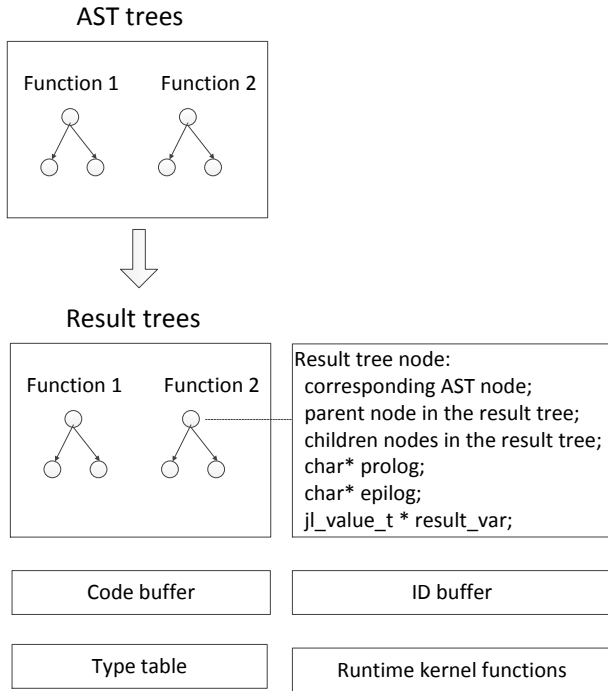 AST trees
Function 1 Function 2
Result trees
Function 1 Function 2
Result tree node:
corresponding AST node;
parent node in the result tree;
children nodes in the result tree;
char* prolog;
char* epilog;
jl_value_t * result_var;
Code buffer
ID buffer
Type table
Runtime kernel functions